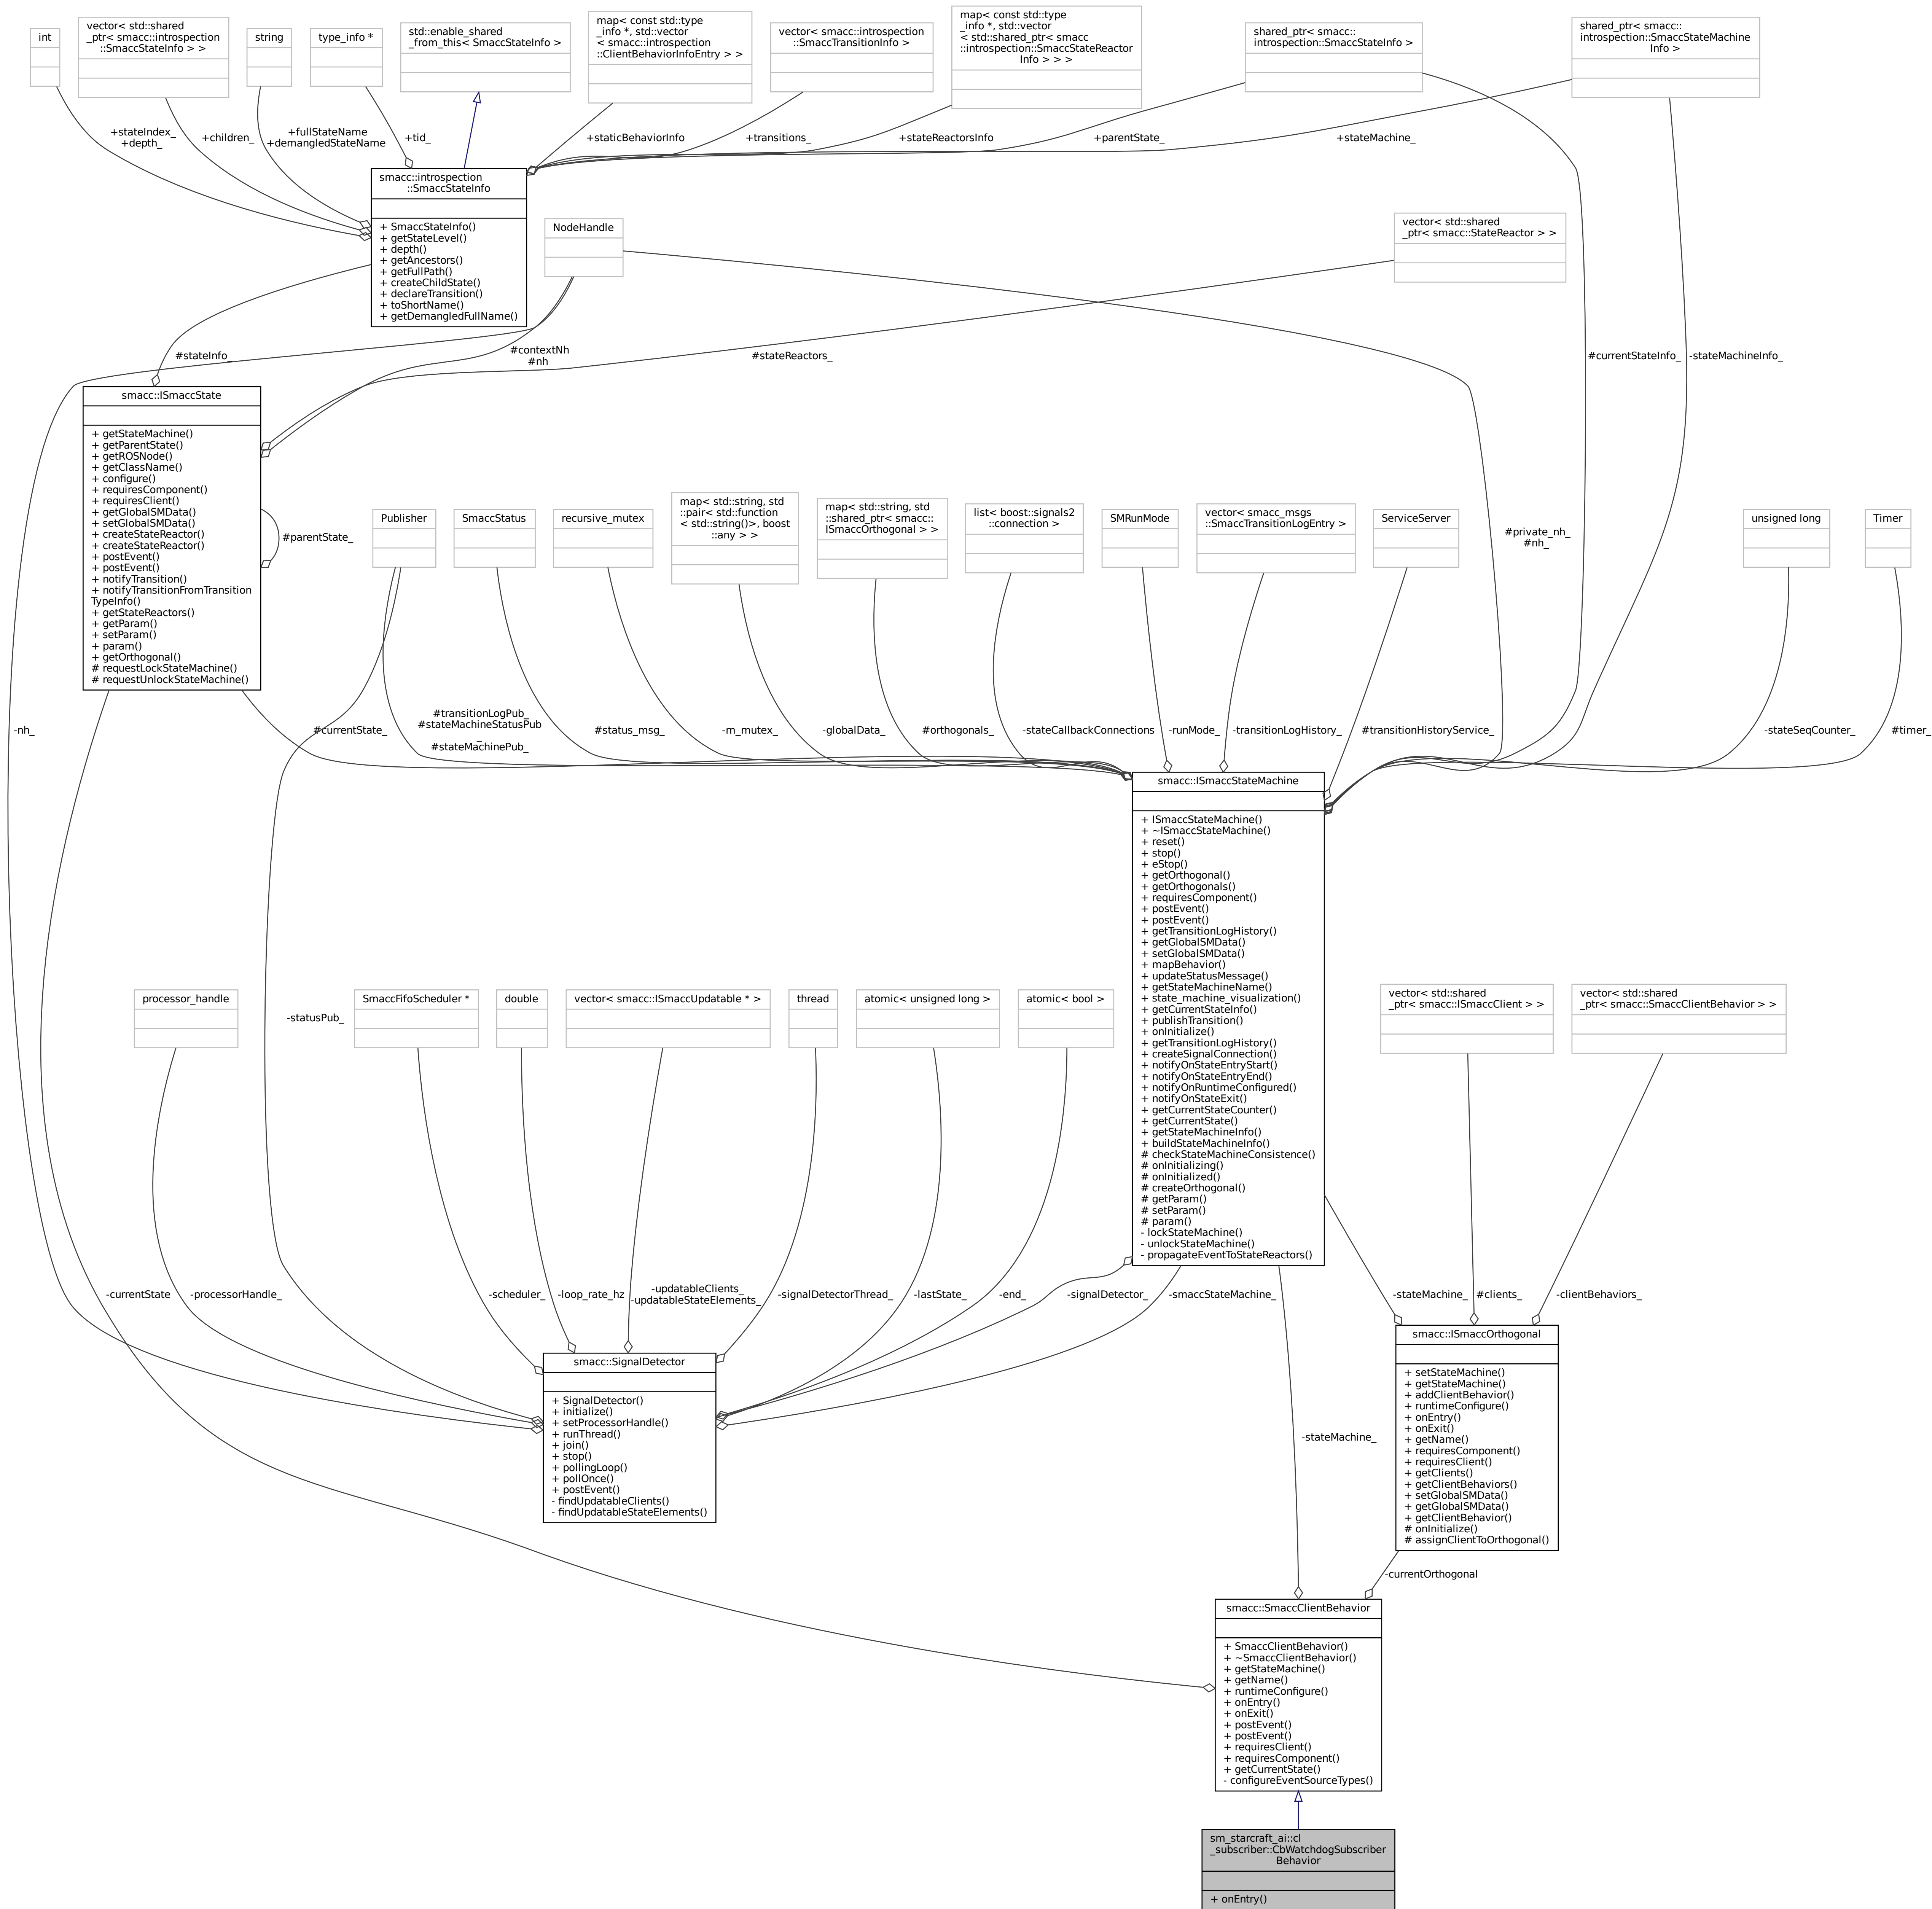 int
vector< std::shared
_ptr< smacc::introspection
::SmaccStateInfo > >
string
type_info *
std::enable_shared
_from_this< SmaccStateInfo >
map< const std::type
_info *, std::vector
< smacc::introspection
::ClientBehaviorInfoEntry > >
vector< smacc::introspection
::SmaccTransitionInfo >
map< const std::type
_info *, std::vector
< std::shared_ptr< smacc
::introspection::SmaccStateReactor
Info > > >
shared_ptr< smacc::
introspection::SmaccStateInfo >
shared_ptr< smacc::
introspection::SmaccStateMachine
Info >
+stateIndex_
+depth_
+children_
+fullStateName
+demangledStateName
+tid_
+staticBehaviorInfo
+transitions_
+stateReactorsInfo
+parentState_
+stateMachine_
smacc::introspection
::SmaccStateInfo
+ SmaccStateInfo()
+ getStateLevel()
+ depth()
+ getAncestors()
+ getFullPath()
+ createChildState()
+ declareTransition()
+ toShortName()
+ getDemangledFullName()
NodeHandle
vector< std::shared
_ptr< smacc::StateReactor > >
#stateInfo_
#contextNh
#nh
#stateReactors_
#currentStateInfo_
-stateMachineInfo_
smacc::ISmaccState
+ getStateMachine()
+ getParentState()
+ getROSNode()
+ getClassName()
+ configure()
+ requiresComponent()
+ requiresClient()
+ getGlobalSMData()
+ setGlobalSMData()
+ createStateReactor()
+ createStateReactor()
+ postEvent()
+ postEvent()
+ notifyTransition()
+ notifyTransitionFromTransition
TypeInfo()
+ getStateReactors()
+ getParam()
+ setParam()
+ param()
+ getOrthogonal()
# requestLockStateMachine()
# requestUnlockStateMachine()
#parentState_
Publisher
SmaccStatus
recursive_mutex
map< std::string, std
::pair< std::function
< std::string()>, boost
::any > >
map< std::string, std
::shared_ptr< smacc::
ISmaccOrthogonal > >
list< boost::signals2
::connection >
SMRunMode
vector< smacc_msgs
::SmaccTransitionLogEntry >
ServiceServer
#private_nh_
#nh_
unsigned long
Timer
-nh_
#currentState_
#transitionLogPub_
#stateMachineStatusPub
_
#stateMachinePub_
#status_msg_
-m_mutex_
-globalData_
#orthogonals_
-stateCallbackConnections
-runMode_
-transitionLogHistory_
#transitionHistoryService_
-stateSeqCounter_
#timer_
smacc::ISmaccStateMachine
+ ISmaccStateMachine()
+ ~ISmaccStateMachine()
+ reset()
+ stop()
+ eStop()
+ getOrthogonal()
+ getOrthogonals()
+ requiresComponent()
+ postEvent()
+ postEvent()
+ getTransitionLogHistory()
+ getGlobalSMData()
+ setGlobalSMData()
+ mapBehavior()
+ updateStatusMessage()
+ getStateMachineName()
+ state_machine_visualization()
+ getCurrentStateInfo()
+ publishTransition()
+ onInitialize()
+ getTransitionLogHistory()
+ createSignalConnection()
+ notifyOnStateEntryStart()
+ notifyOnStateEntryEnd()
+ notifyOnRuntimeConfigured()
+ notifyOnStateExit()
+ getCurrentStateCounter()
+ getCurrentState()
+ getStateMachineInfo()
+ buildStateMachineInfo()
# checkStateMachineConsistence()
# onInitializing()
# onInitialized()
# createOrthogonal()
# getParam()
# setParam()
# param()
- lockStateMachine()
- unlockStateMachine()
- propagateEventToStateReactors()
processor_handle
-statusPub_
SmaccFifoScheduler *
double
vector< smacc::ISmaccUpdatable * >
thread
atomic< unsigned long >
atomic< bool >
vector< std::shared
_ptr< smacc::ISmaccClient > >
vector< std::shared
_ptr< smacc::SmaccClientBehavior > >
-currentState
-processorHandle_
-scheduler_
-loop_rate_hz
-updatableClients_
-updatableStateElements_
-signalDetectorThread_
-lastState_
-end_
-signalDetector_
-smaccStateMachine_
-stateMachine_
#clients_
-clientBehaviors_
smacc::SignalDetector
+ SignalDetector()
+ initialize()
+ setProcessorHandle()
+ runThread()
+ join()
+ stop()
+ pollingLoop()
+ pollOnce()
+ postEvent()
- findUpdatableClients()
- findUpdatableStateElements()
smacc::ISmaccOrthogonal
+ setStateMachine()
+ getStateMachine()
+ addClientBehavior()
+ runtimeConfigure()
+ onEntry()
+ onExit()
+ getName()
+ requiresComponent()
+ requiresClient()
+ getClients()
+ getClientBehaviors()
+ setGlobalSMData()
+ getGlobalSMData()
+ getClientBehavior()
# onInitialize()
# assignClientToOrthogonal()
-stateMachine_
-currentOrthogonal
smacc::SmaccClientBehavior
+ SmaccClientBehavior()
+ ~SmaccClientBehavior()
+ getStateMachine()
+ getName()
+ runtimeConfigure()
+ onEntry()
+ onExit()
+ postEvent()
+ postEvent()
+ requiresClient()
+ requiresComponent()
+ getCurrentState()
- configureEventSourceTypes()
sm_starcraft_ai::cl
_subscriber::CbWatchdogSubscriber
Behavior
+ onEntry()